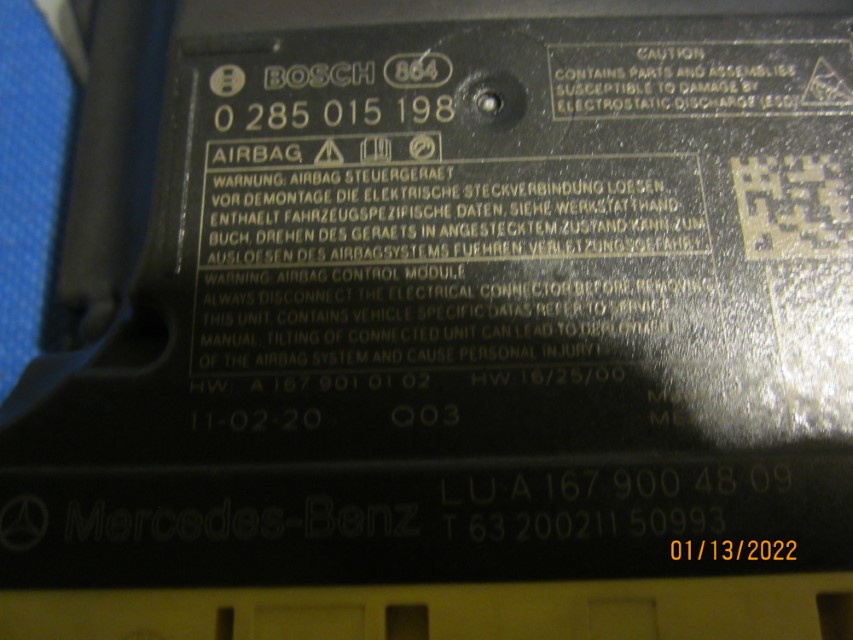 BOSCH 864
0 285 015 198
CAUTION
CONTAINS PARTS AND ASSEMBLIES
SUSCEPTIBLE TO DAMAGE BY
ELECTROSTATIC DISCHARGE (ESD)
AIRBAG
WARNUNG: AIRBAG STEUERGERAET
VOR DEMONTAGE DIE ELEKTRISCHE STECKVERBINDUNG LOESEN.
ENTHAELT FAHRZEUGSPEZIFISCHE DATEN, SIEHE WERKSTATTHAND
BUCH. DREHEN DES GERAETS IN ANGESTECKTEM ZUSTAND KANN ZUM
AUSLOESEN DES AIRBAGSYSTEMS FUEHREN. VERLETZUNGSGEFAHR!
WARNING: AIRBAG CONTROL MODULE
ALWAYS DISCONNECT THE ELECTRICAL CONNECTOR BEFORE REMOVING
THIS UNIT. CONTAINS VEHICLE SPECIFIC DATAS REFER TO SERVICE
MANUAL. TILTING OF CONNECTED UNIT CAN LEAD TO DEPLOYMENT
OF THE AIRBAG SYSTEM AND CAUSE PERSONAL INJURY!
HW: A 167 901 01 02 HW 16/25/00
11-02-20 Q03
Mercedes-Benz
LU A 167 900 48 09
T 63 20021150993
01/13/2022